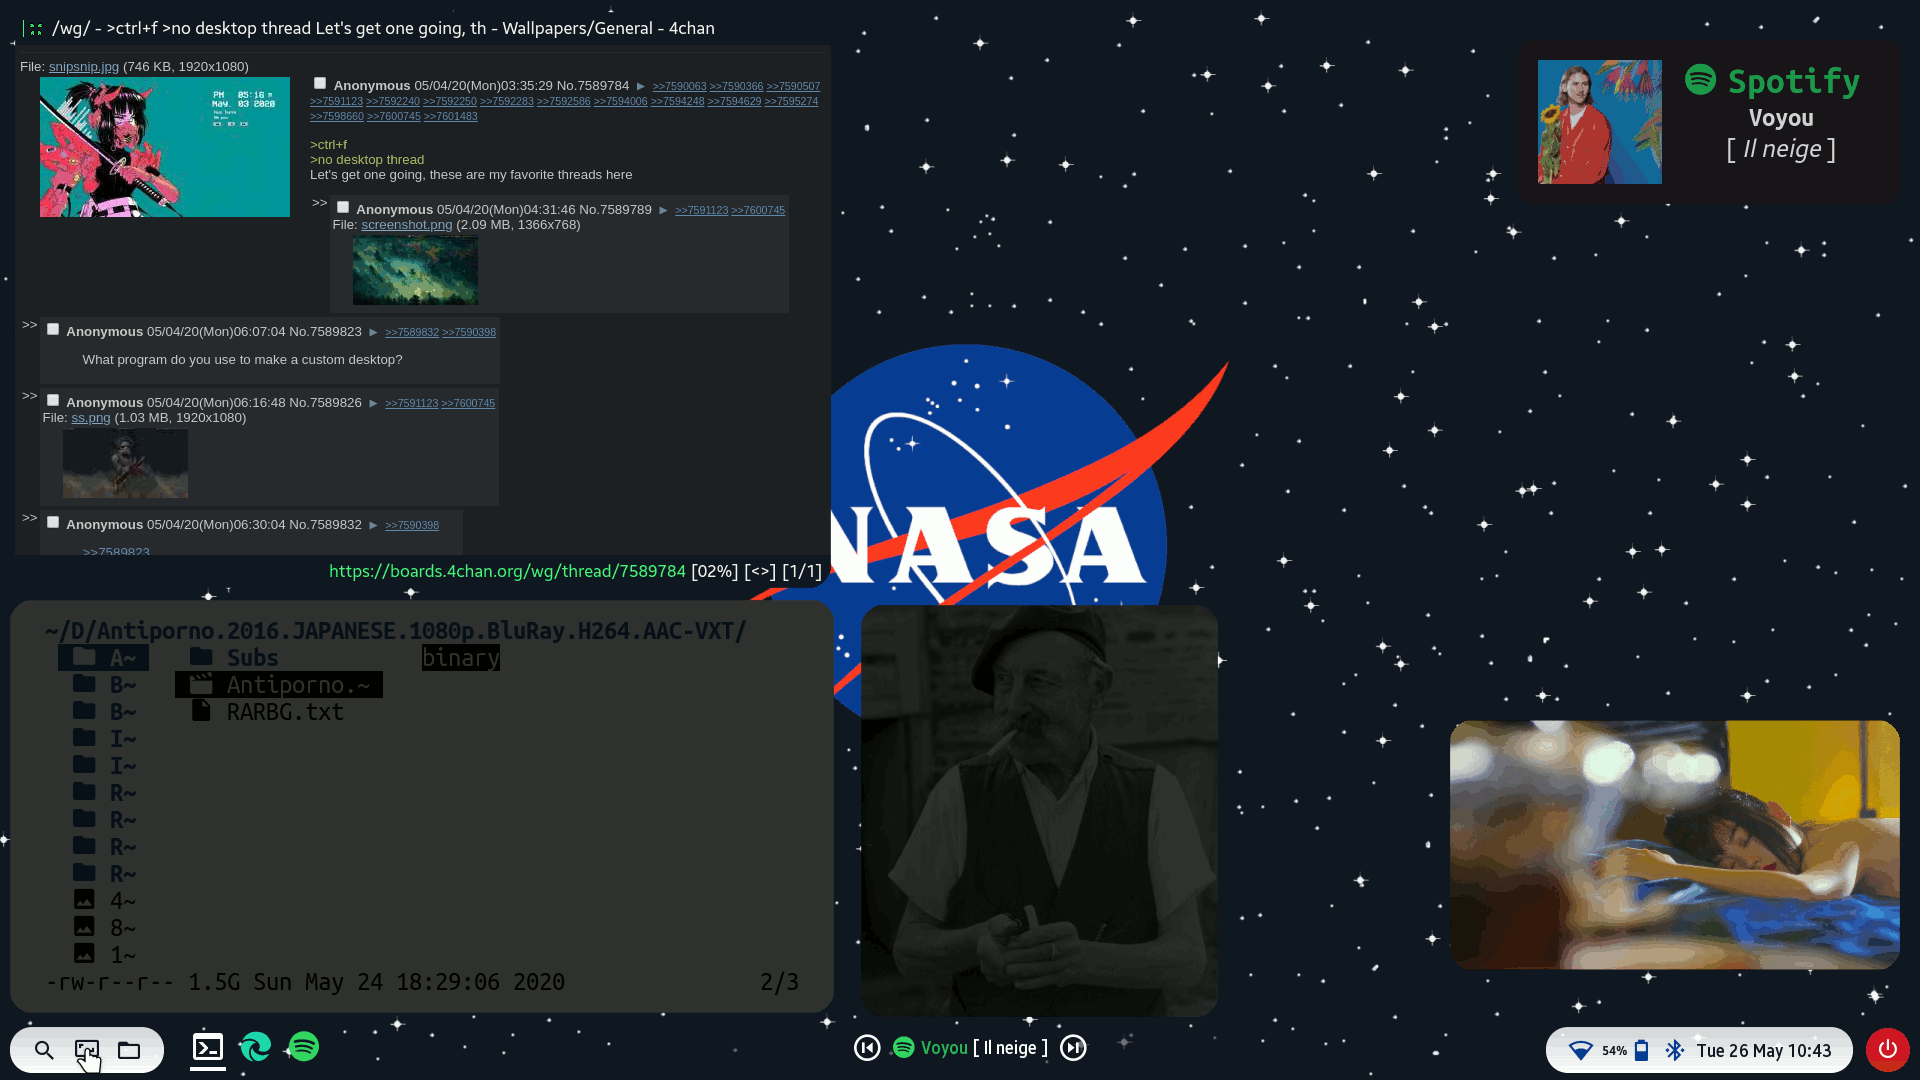 /wg/ - >ctrl+f >no desktop thread Let's get one going, th - Wallpapers/General - 4chan
File: snipsnip.jpg (746 KB, 1920x1080)
PM 05:16
May. 03 2020
Anonymous 05/04/20(Mon)03:35:29 No.7589784 ► >>7590063 >>7590366 >>7590507
>>7591123 >>7592240 >>7592250 >>7592283 >>7592586 >>7594006 >>7594248 >>7594629 >>7595274
>>7598660 >>7600745 >>7601483
>ctrl+f
>no desktop thread
Let's get one going, these are my favorite threads here
>> Anonymous 05/04/20(Mon)04:31:46 No.7589789 ► >>7591123 >>7600745
File: screenshot.png (2.09 MB, 1366x768)
>> Anonymous 05/04/20(Mon)06:07:04 No.7589823 ► >>7589832 >>7590398
What program do you use to make a custom desktop?
>> Anonymous 05/04/20(Mon)06:16:48 No.7589826 ► >>7591123 >>7600745
File: ss.png (1.03 MB, 1920x1080)
>> Anonymous 05/04/20(Mon)06:30:04 No.7589832 ► >>7590398
>>7589823
https://boards.4chan.org/wg/thread/7589784 [02%] [<>] [1/1]
Spotify
Voyou
[ Il neige ]
NASA
~/D/Antiporno.2016.JAPANESE.1080p.BluRay.H264.AAC-VXT/
A~ Subs binary
B~ Antiporno.~
B~ RARBG.txt
I~
I~
R~
R~
R~
R~
4~
8~
1~
-rw-r--r-- 1.5G Sun May 24 18:29:06 2020 2/3
Voyou [ Il neige ]
54% Tue 26 May 10:43